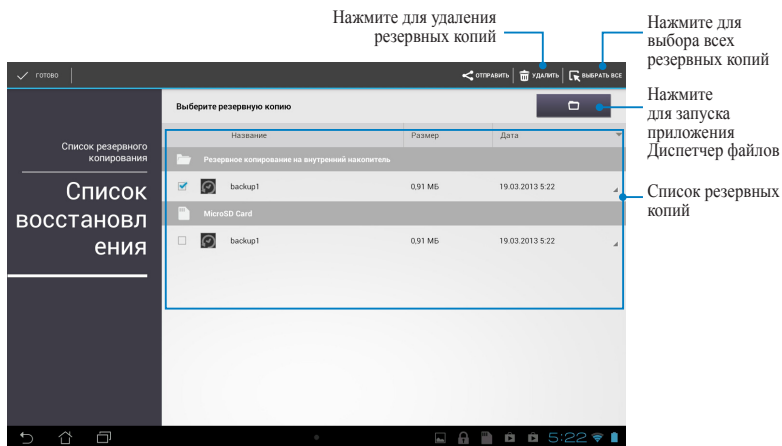 Нажмите для удаления
резервных копий
Нажмите для
выбора всех
резервных копий
ГОТОВО
ОТПРАВИТЬ УДАЛИТЬ ВЫБРАТЬ ВСЕ
Нажмите
для запуска
приложения
Диспетчер файлов
Список резервного
копирования
Список
восстановл
ения
Выберите резервную копию
Название Размер Дата
Резервное копирование на внутренний накопитель
backup1 0,91 МБ 19.03.2013 5:22
MicroSD Card
backup1 0,91 МБ 19.03.2013 5:22
Список резервных
копий
5:22